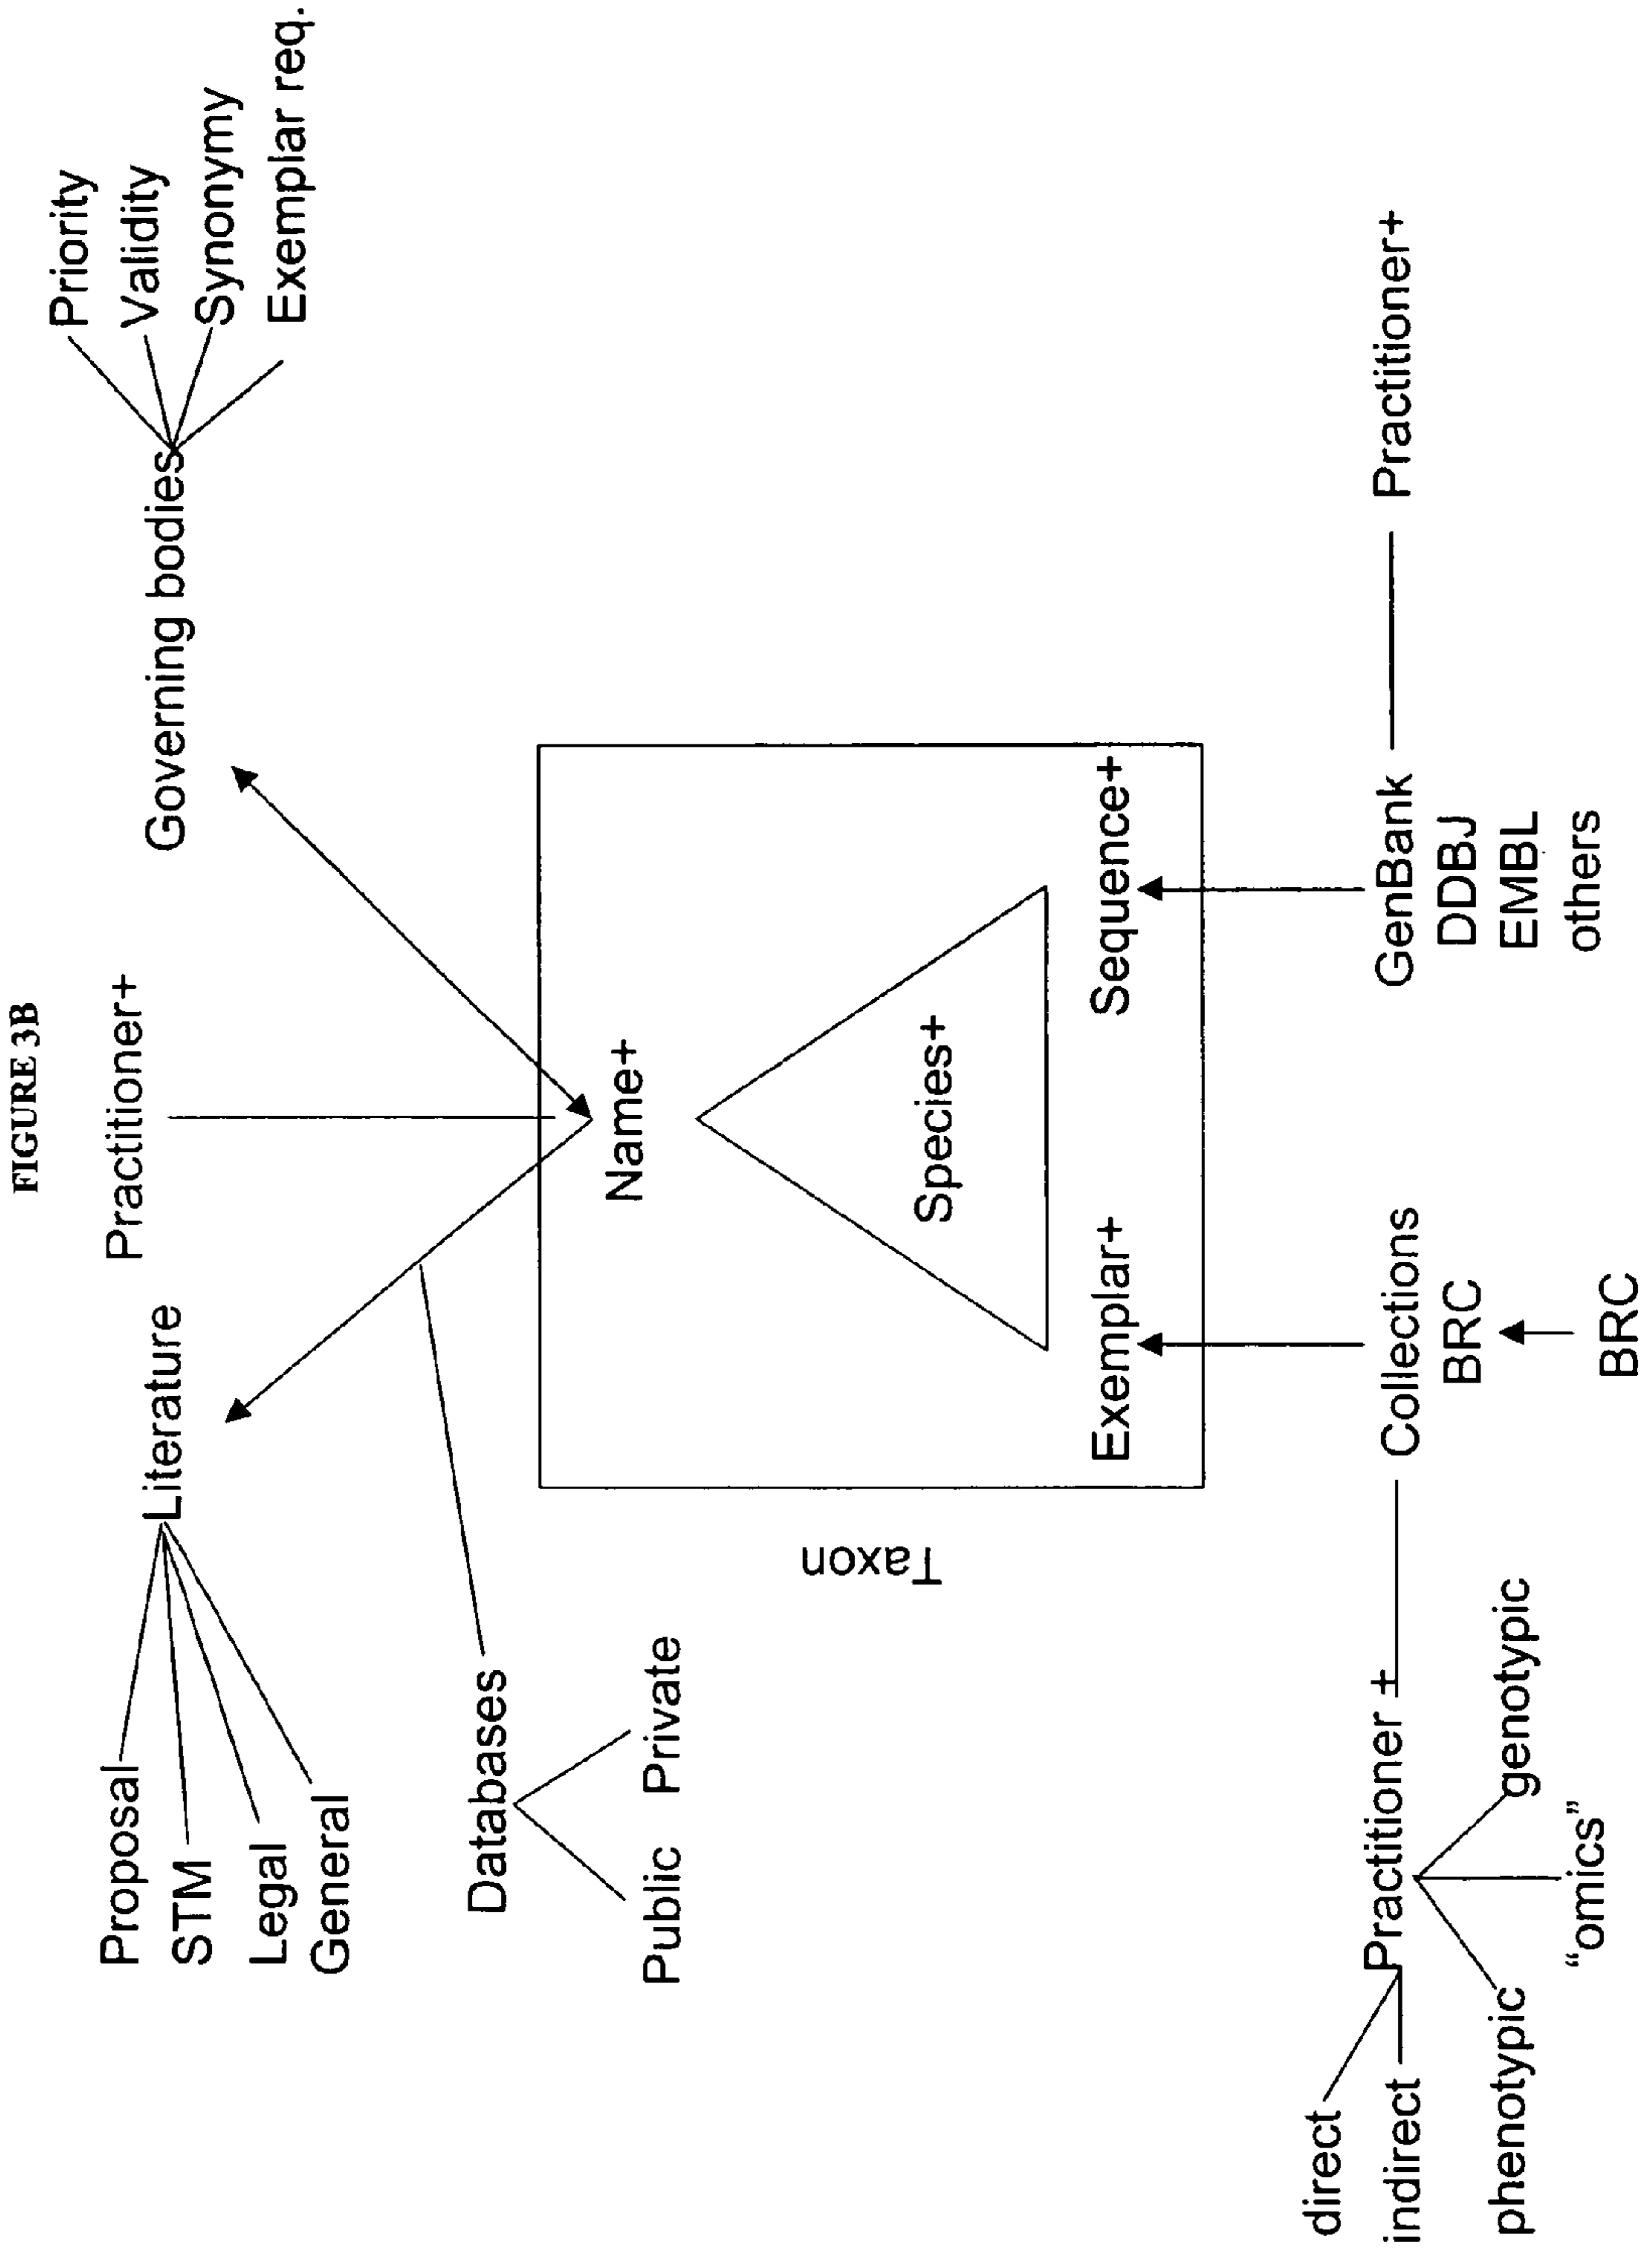 FIGURE 3B
Practitioner+
Literature
Proposal
STM
Legal
General
Governing bodies
Priority
Validity
Synonymy
Exemplar req.
Databases
Public
Private
Taxon
Name+
Species+
Exemplar+
Sequence+
direct
indirect
Practitioner +
phenotypic
"omics"
genotypic
Collections
BRC
BRC
GenBank
DDBJ
EMBL
others
Practitioner+